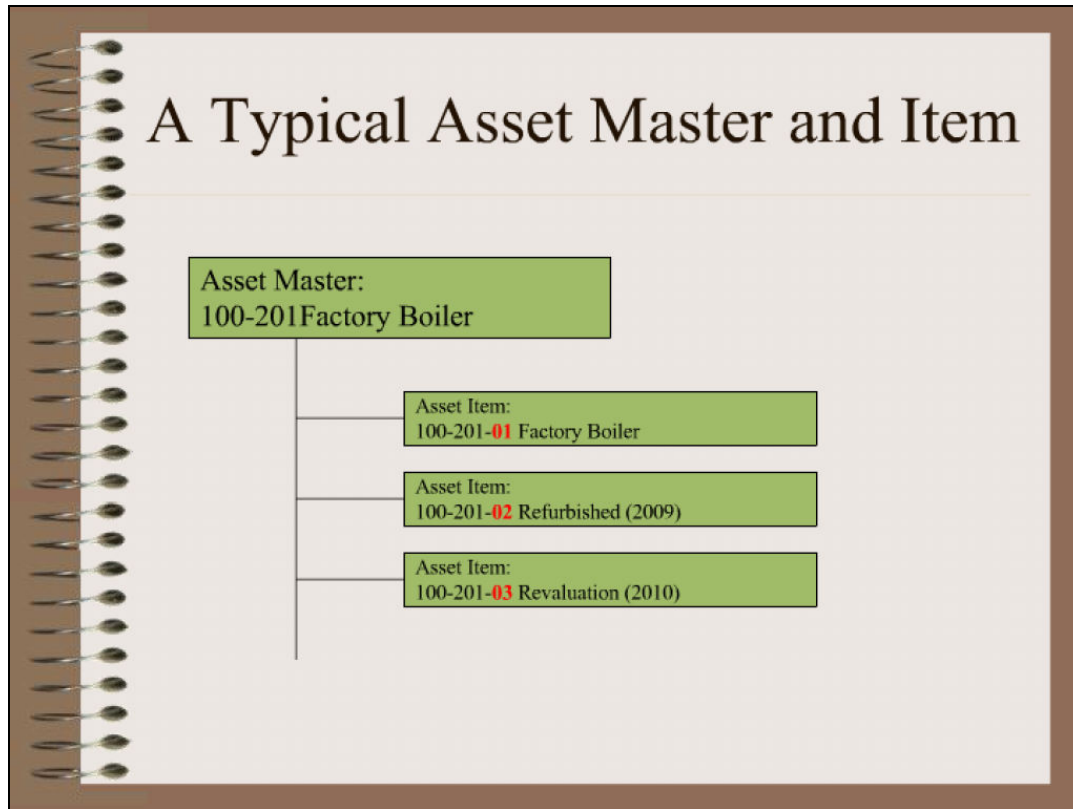 A Typical Asset Master and Item
Asset Master:
100-201Factory Boiler
Asset Item:
100-201-01 Factory Boiler
Asset Item:
100-201-02 Refurbished (2009)
Asset Item:
100-201-03 Revaluation (2010)